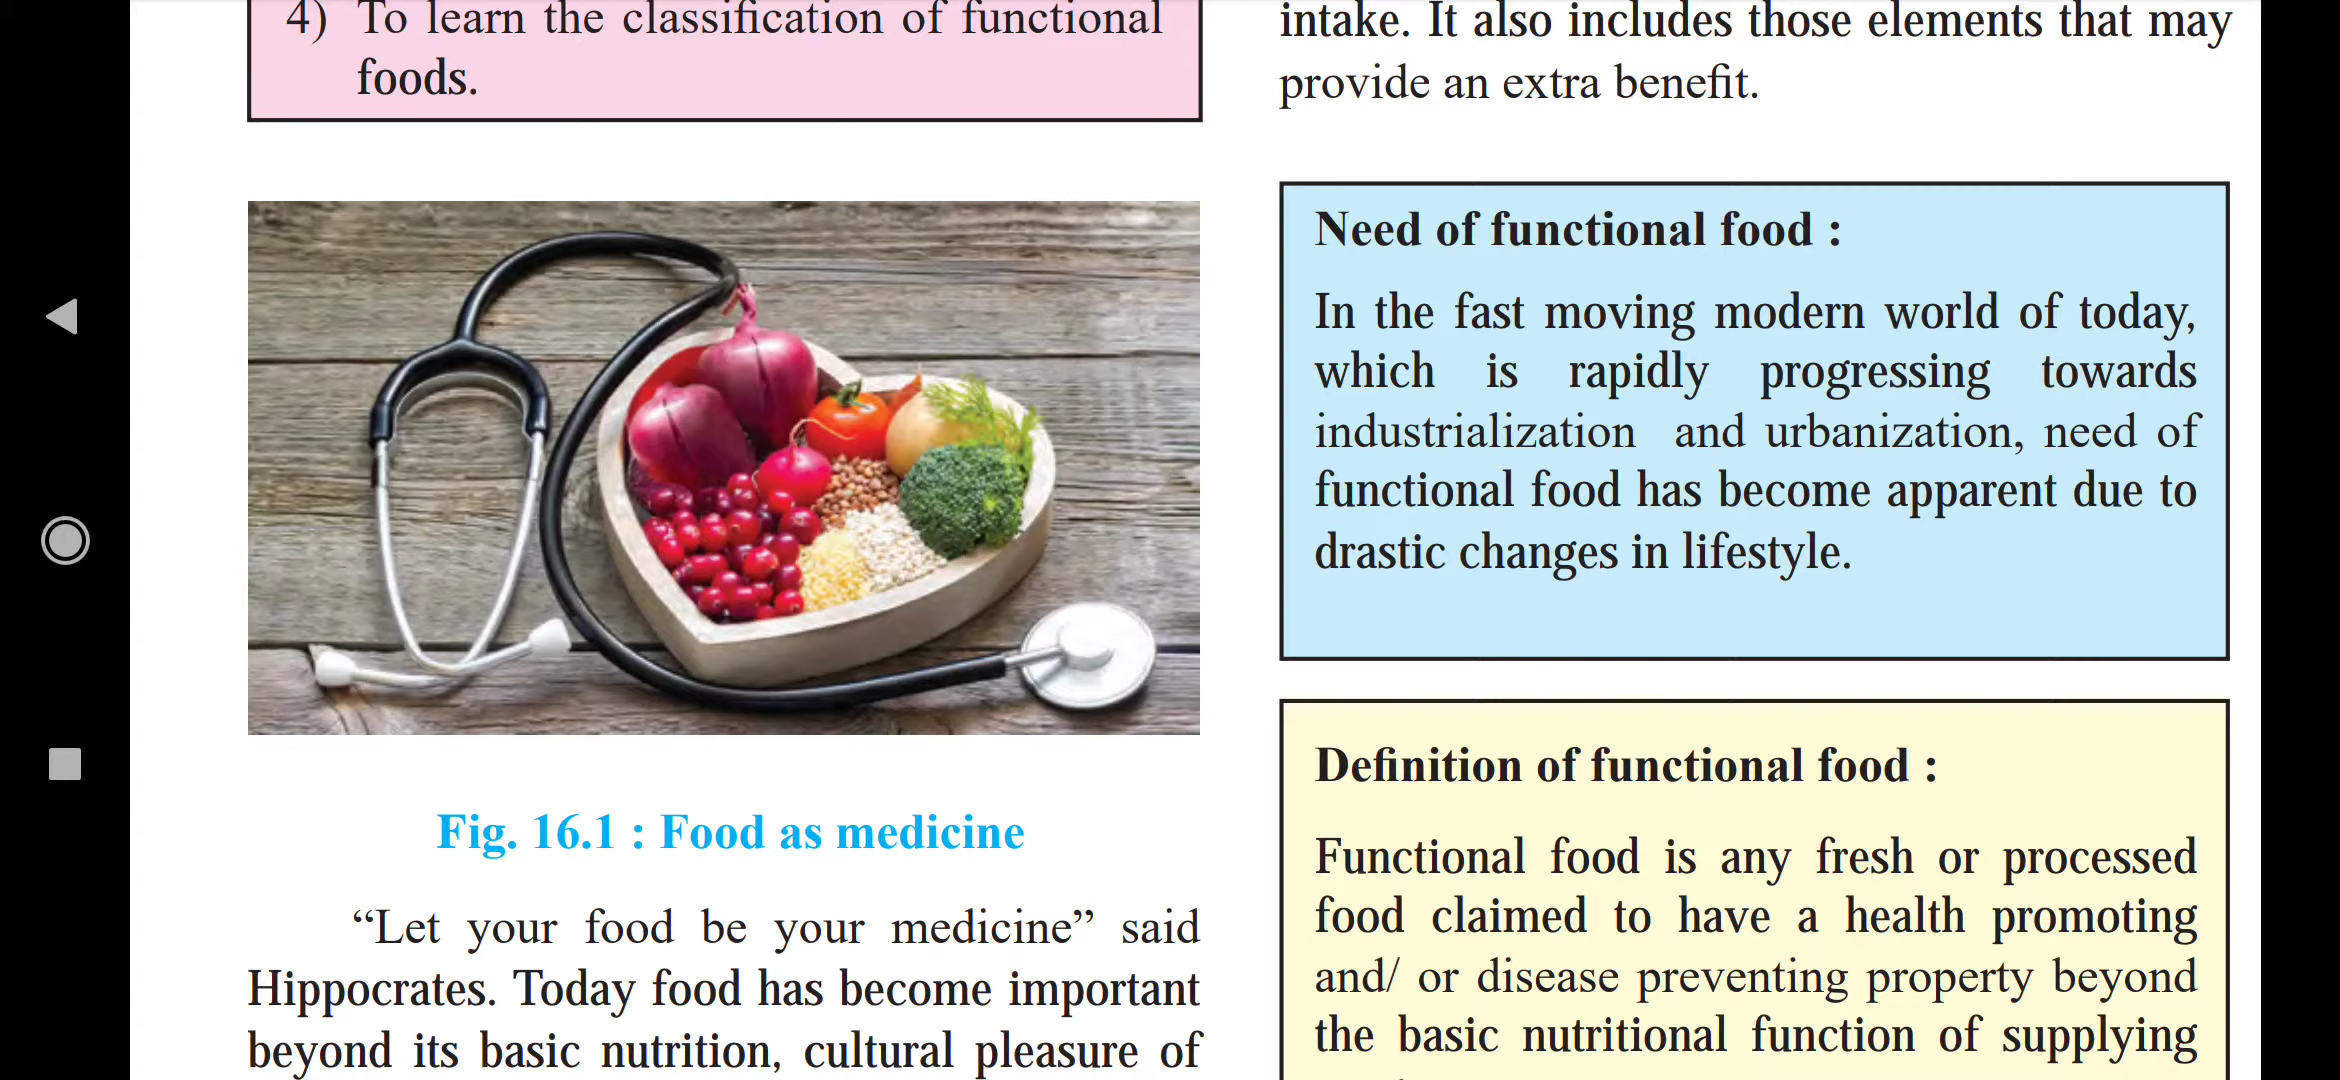 4) To learn the classification of functional
foods.
Fig. 16.1 : Food as medicine
“Let your food be your medicine” said
Hippocrates. Today food has become important
beyond its basic nutrition, cultural pleasure of
intake. It also includes those elements that may
provide an extra benefit.
Need of functional food :
In the fast moving modern world of today,
which is rapidly progressing towards
industrialization and urbanization, need of
functional food has become apparent due to
drastic changes in lifestyle.
Definition of functional food :
Functional food is any fresh or processed
food claimed to have a health promoting
and/ or disease preventing property beyond
the basic nutritional function of supplying